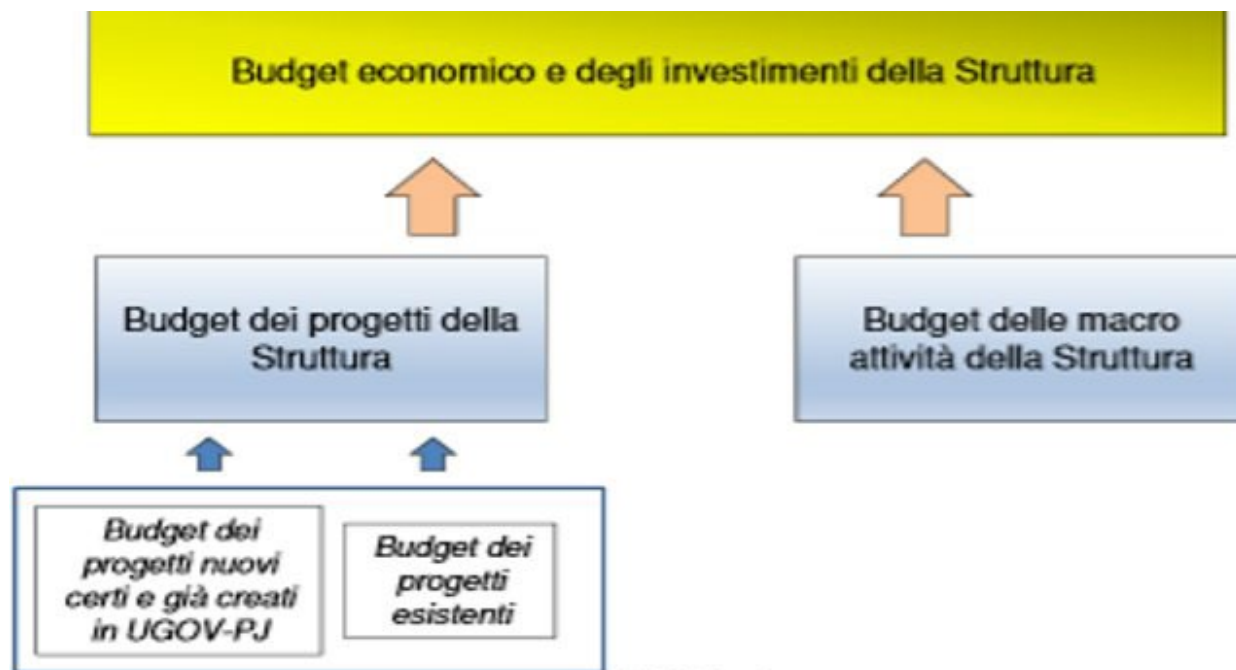 Budget economico e degli investimenti della Struttura
Budget dei progetti della
Struttura
Budget delle macro
attività della Struttura
Budget dei
progetti nuovi
certi e già creati
in UGOV-PJ
Budget dei
progetti
esistenti